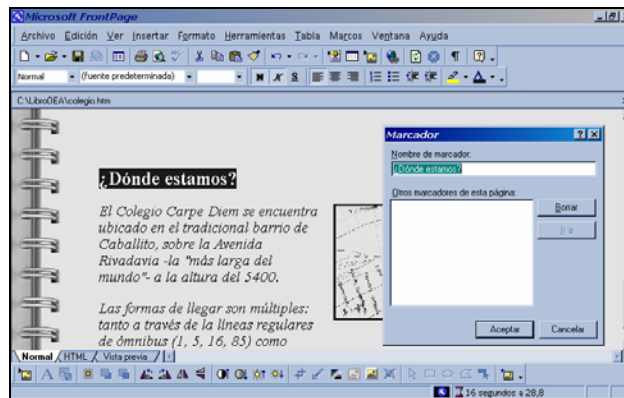 Microsoft FrontPage
Archivo Edición Ver Insertar Formato Herramientas Tabla Marcos Ventana Ayuda
Normal (fuente predeterminada) N K S
C:\LibroOEA\colegio.htm
Marcador
Nombre de marcador:
¿Dónde estamos?
Otros marcadores de esta página:
Borrar
Ir a
Aceptar Cancelar
¿Dónde estamos?
El Colegio Carpe Diem se encuentra
ubicado en el tradicional barrio de
Caballito, sobre la Avenida
Rivadavia -la "más larga del
mundo"- a la altura del 5400.
Las formas de llegar son múltiples:
tanto a través de la líneas regulares
de ómnibus (1, 5, 16, 85) como
Normal HTML Vista previa
16 segundos a 28,8